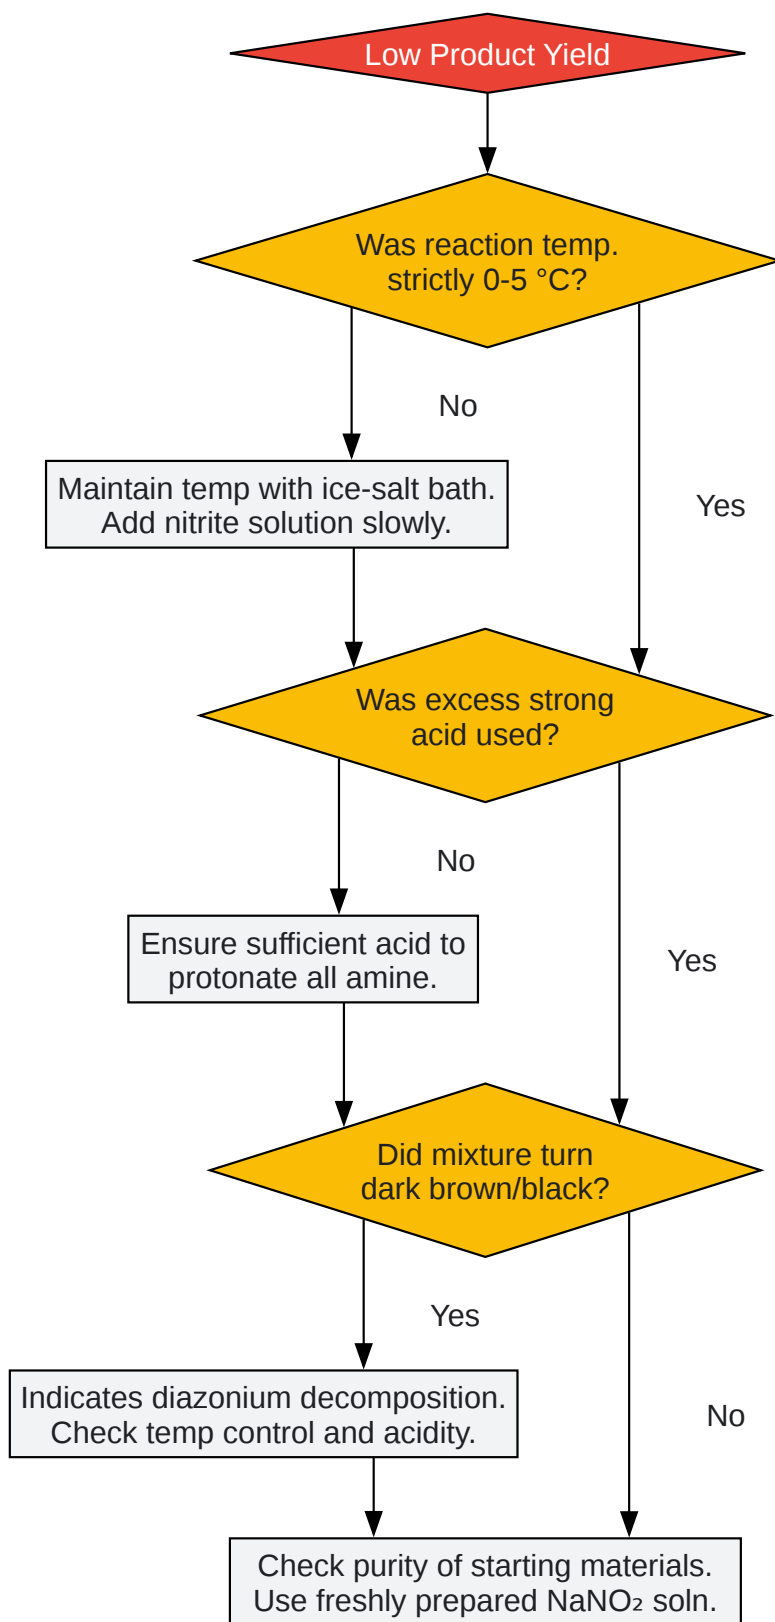 Low Product Yield
Was reaction temp.
strictly 0-5 °C?
No
Yes
Maintain temp with ice-salt bath.
Add nitrite solution slowly.
Was excess strong
acid used?
No
Yes
Ensure sufficient acid to
protonate all amine.
Did mixture turn
dark brown/black?
Yes
No
Indicates diazonium decomposition.
Check temp control and acidity.
Check purity of starting materials.
Use freshly prepared NaNO₂ soln.